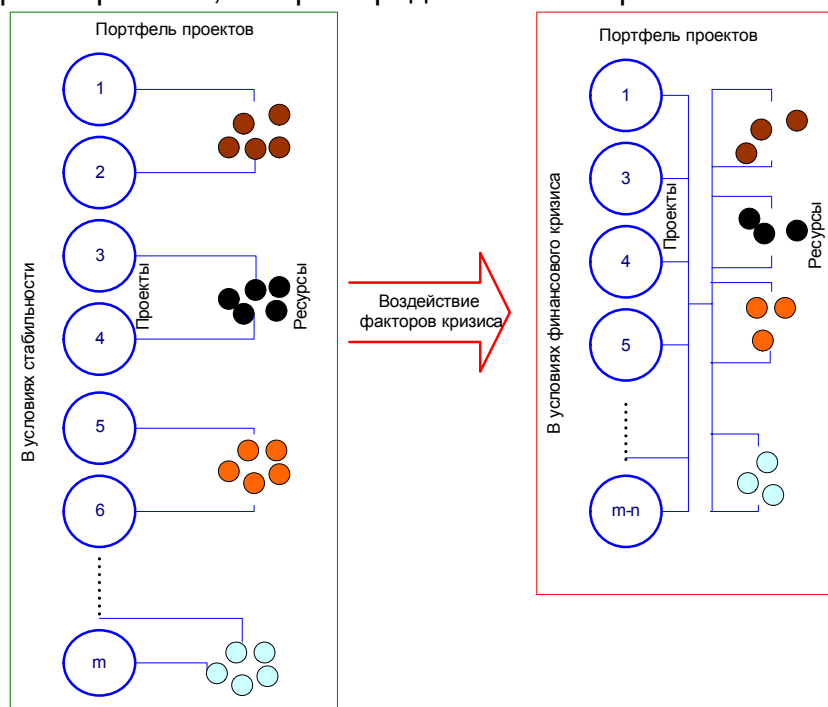 Портфель проектов
В условиях стабильности
1
2
3
4
5
6
m
Проекты
Ресурсы
Воздействие
факторов кризиса
Портфель проектов
В условиях финансового кризиса
1
3
4
5
m-n
Проекты
Ресурсы